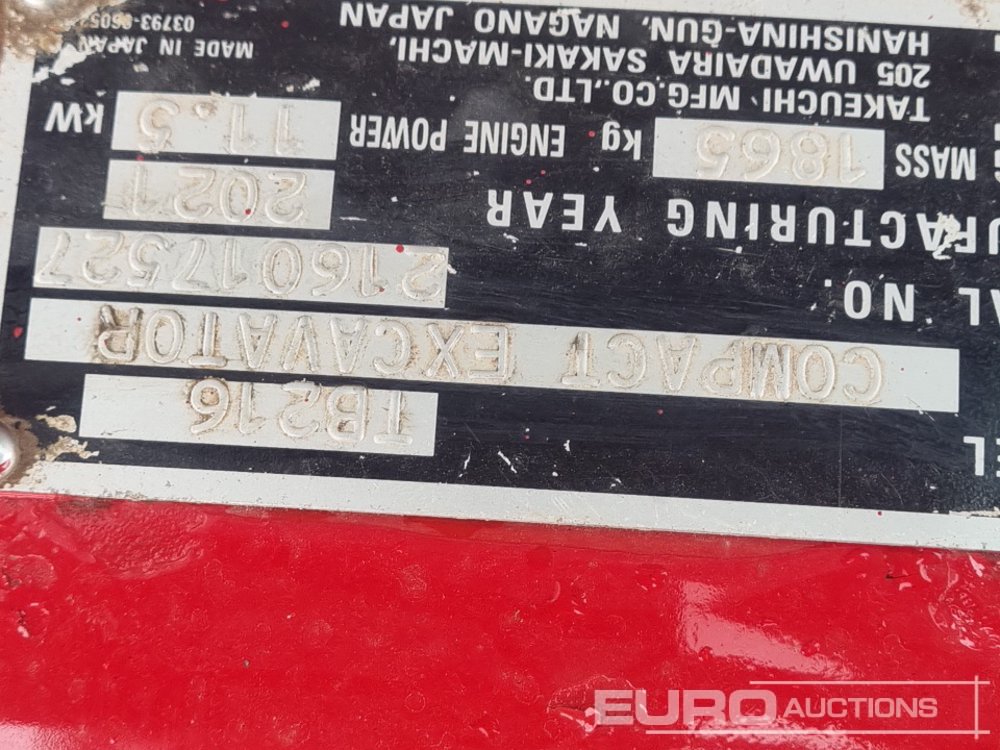 EL TB216
COMPACT EXCAVATOR
AL NO. 216017527
UFACTURING YEAR 2021
G MASS 1865 kg ENGINE POWER 11.5 kW
TAKEUCHI MFG.CO.,LTD.
205 UWADAIRA SAKAKI-MACHI,
HANISHINA-GUN, NAGANO JAPAN
MADE IN JAPAN
EURO AUCTIONS